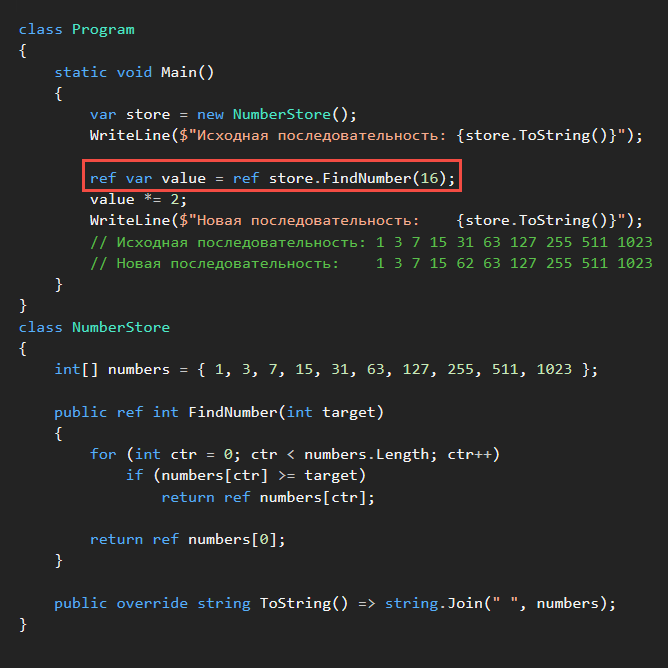 class Program
{
    static void Main()
    {
        var store = new NumberStore();
        WriteLine($"Исходная последовательность: {store.ToString()}");

        ref var value = ref store.FindNumber(16);
        value *= 2;
        WriteLine($"Новая последовательность:    {store.ToString()}");
        // Исходная последовательность: 1 3 7 15 31 63 127 255 511 1023
        // Новая последовательность:    1 3 7 15 62 63 127 255 511 1023
    }
}
class NumberStore
{
    int[] numbers = { 1, 3, 7, 15, 31, 63, 127, 255, 511, 1023 };

    public ref int FindNumber(int target)
    {
        for (int ctr = 0; ctr < numbers.Length; ctr++)
            if (numbers[ctr] >= target)
                return ref numbers[ctr];

        return ref numbers[0];
    }

    public override string ToString() => string.Join(" ", numbers);
}